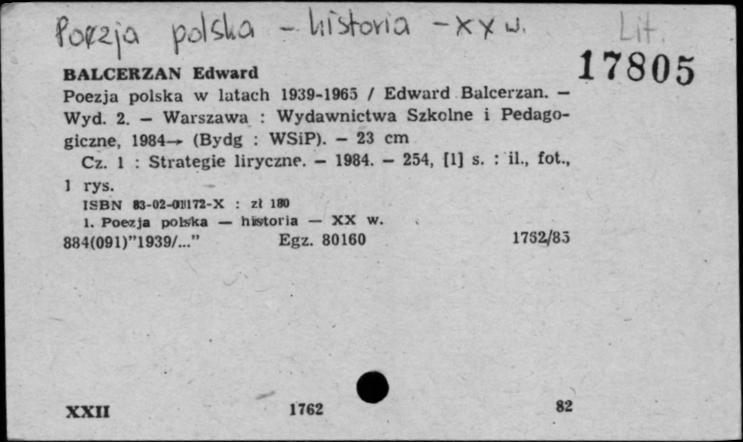 Poezja polska - historia - XX w.
Lit.
17805
BALCERZAN Edward
Poezja polska w latach 1939-1965 / Edward Balcerzan. —
Wyd. 2. — Warszawa : Wydawnictwa Szkolne i Pedago-
giczne, 1984→ (Bydg : WSiP). — 23 cm
Cz. 1 : Strategie liryczne. — 1984. — 254, [1] s. : il., fot.,
1 rys.
ISBN 83-02-01172-X : zł 180
1. Poezja polska — historia — XX w.
884(091)"1939/..." Egz. 80160 1752/85
XXII 1762 82